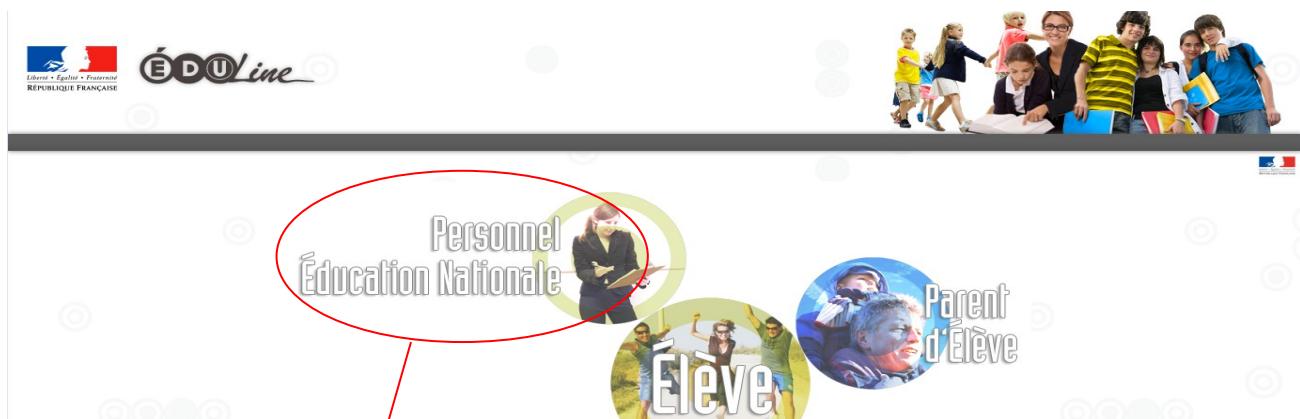 Liberté • Égalité • Fraternité
RÉPUBLIQUE FRANÇAISE
ÉDULine
Personnel
Éducation Nationale
Parent
d'Élève
Élève